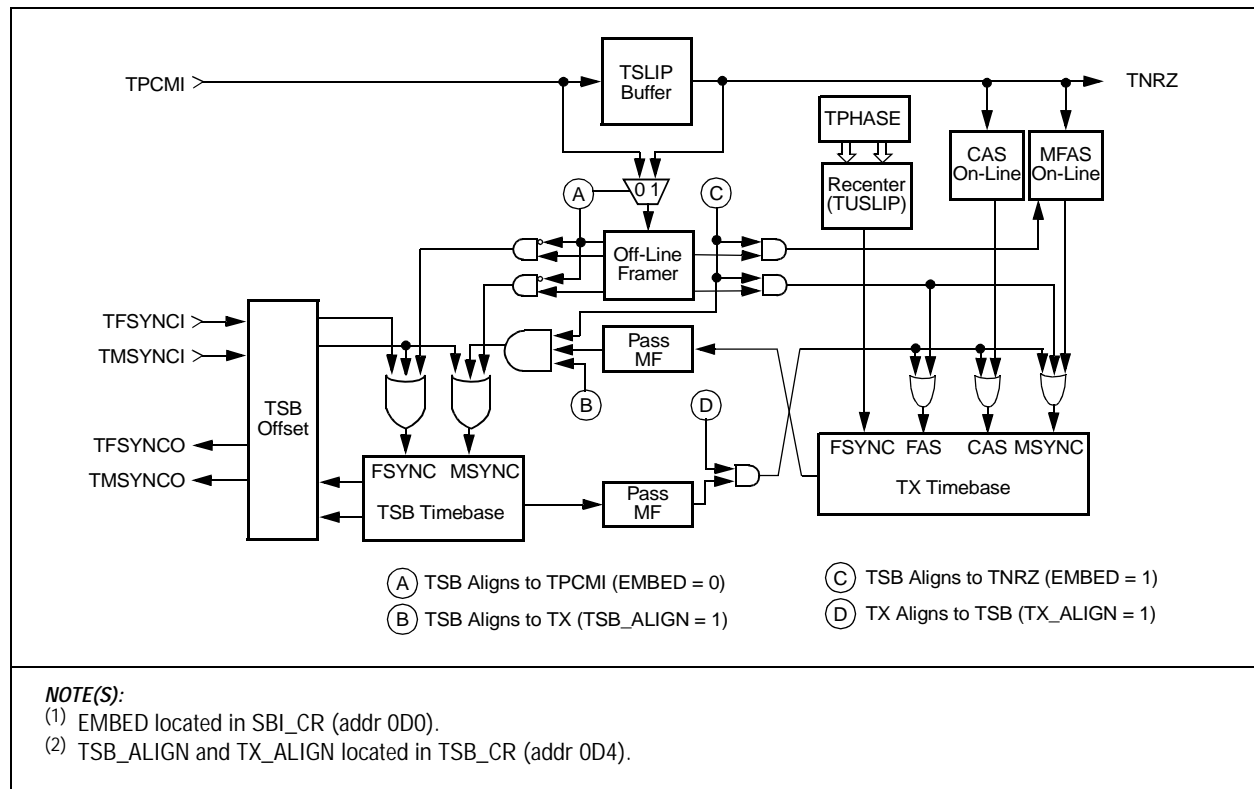 TPCMI
TSLIP
Buffer
TNRZ
TPHASE
CAS
On-Line
MFAS
On-Line
Recenter
(TUSLIP)
0 1
A
C
Off-Line
Framer
TFSYNCI
TMSYNCI
Pass
MF
B
D
TSB
Offset
TFSYNCO
TMSYNCO
FSYNC MSYNC
TSB Timebase
Pass
MF
FSYNC FAS CAS MSYNC
TX Timebase
A TSB Aligns to TPCMI (EMBED = 0)
B TSB Aligns to TX (TSB_ALIGN = 1)
C TSB Aligns to TNRZ (EMBED = 1)
D TX Aligns to TSB (TX_ALIGN = 1)
NOTE(S):
(1) EMBED located in SBI_CR (addr 0D0).
(2) TSB_ALIGN and TX_ALIGN located in TSB_CR (addr 0D4).